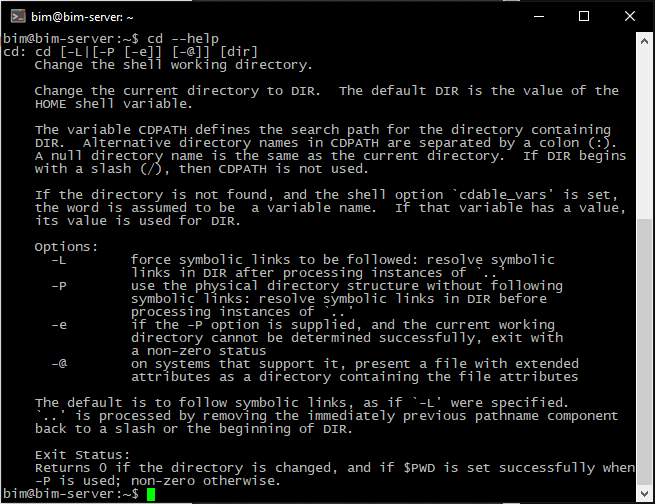 bim@bim-server: ~
bim@bim-server:~$ cd --help
cd: cd [-L|[-P [-e]] [-@]] [dir]
    Change the shell working directory.

    Change the current directory to DIR.  The default DIR is the value of the
    HOME shell variable.

    The variable CDPATH defines the search path for the directory containing
    DIR.  Alternative directory names in CDPATH are separated by a colon (:).
    A null directory name is the same as the current directory.  If DIR begins
    with a slash (/), then CDPATH is not used.

    If the directory is not found, and the shell option `cdable_vars' is set,
    the word is assumed to be  a variable name.  If that variable has a value,
    its value is used for DIR.

    Options:
      -L        force symbolic links to be followed: resolve symbolic
                links in DIR after processing instances of `..'
      -P        use the physical directory structure without following
                symbolic links: resolve symbolic links in DIR before
                processing instances of `..'
      -e        if the -P option is supplied, and the current working
                directory cannot be determined successfully, exit with
                a non-zero status
      -@        on systems that support it, present a file with extended
                attributes as a directory containing the file attributes

    The default is to follow symbolic links, as if `-L' were specified.
    `..' is processed by removing the immediately previous pathname component
    back to a slash or the beginning of DIR.

    Exit Status:
    Returns 0 if the directory is changed, and if $PWD is set successfully when
    -P is used; non-zero otherwise.
bim@bim-server:~$